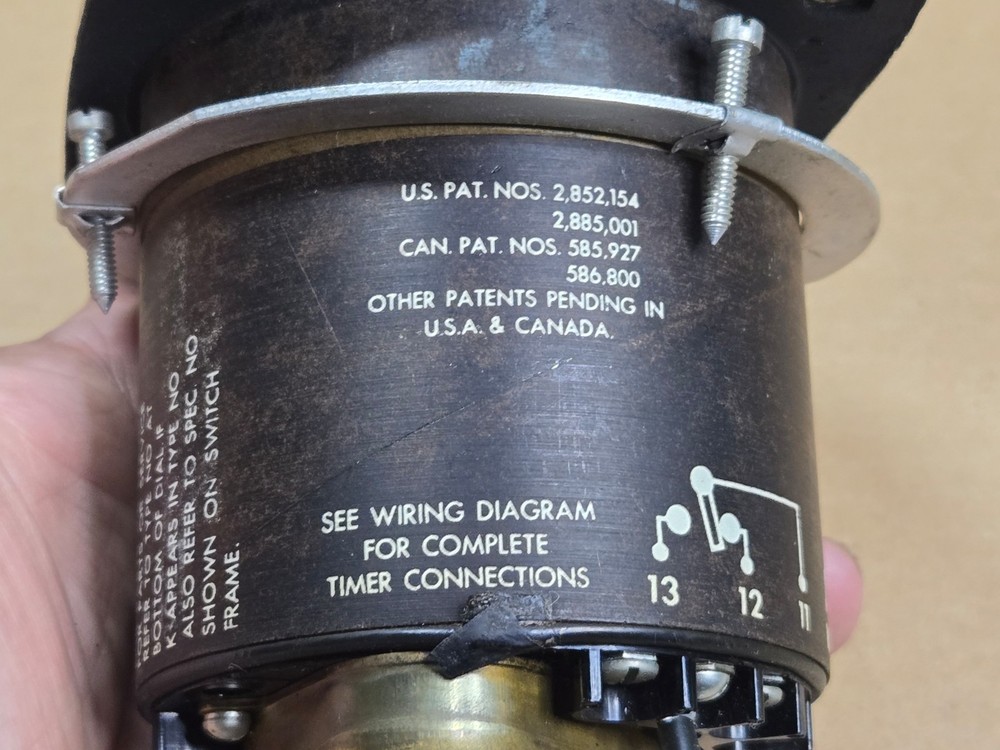 U.S. PAT. NOS. 2,852,154
2,885,001
CAN. PAT. NOS. 585,927
586,800
OTHER PATENTS PENDING IN
U.S.A. & CANADA.
REFER TO TYPE NO AT
BOTTOM OF DIAL IF
K APPEARS IN TYPE NO
ALSO REFER TO SPEC. NO
SHOWN ON SWITCH
FRAME.
SEE WIRING DIAGRAM
FOR COMPLETE
TIMER CONNECTIONS
13 12 11